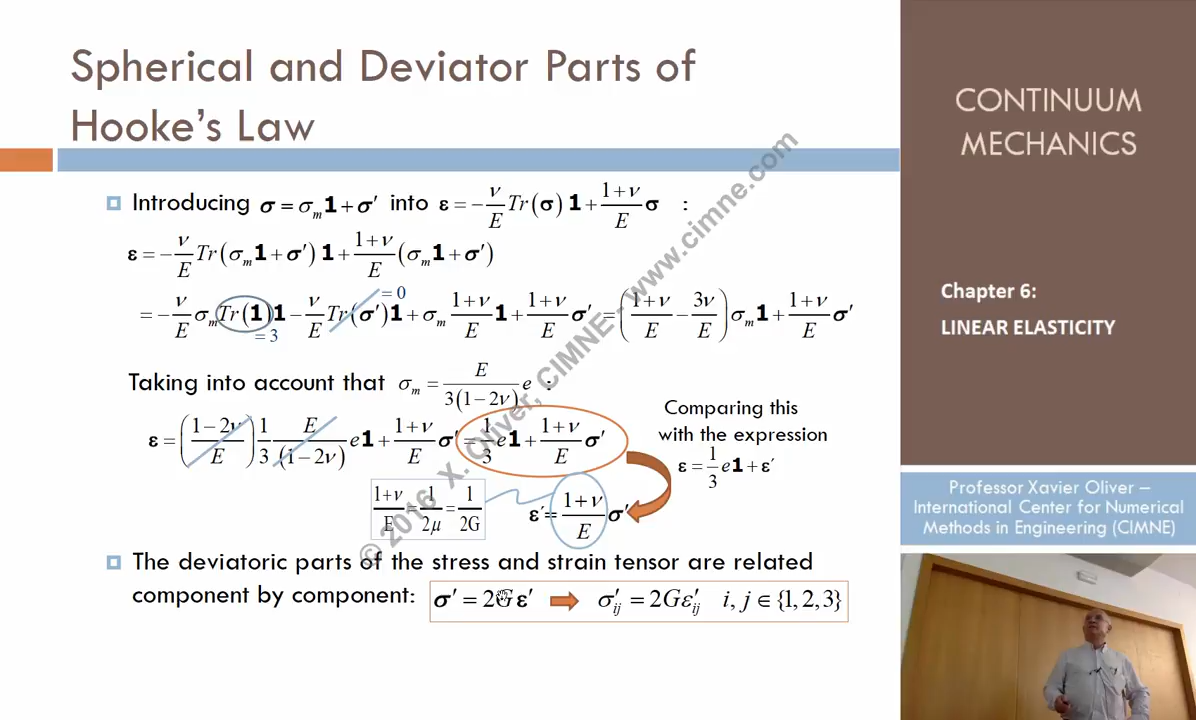 Spherical and Deviator Parts of
Hooke's Law
Introducing σ = σ_m 1 + σ′ into ε = −(ν/E) Tr(σ) 1 + ((1+ν)/E) σ :
ε = −(ν/E) Tr(σ_m 1 + σ′) 1 + ((1+ν)/E) (σ_m 1 + σ′)
= −(ν/E) σ_m Tr(1) 1 − (ν/E) Tr(σ′) 1 + σ_m ((1+ν)/E) 1 + ((1+ν)/E) σ′ = ((1+ν)/E − 3ν/E) σ_m 1 + ((1+ν)/E) σ′
= 3
= 0
Taking into account that σ_m = (E/(3(1−2ν))) e :
ε = ((1−2ν)/E) (1/3) (E/(1−2ν)) e 1 + ((1+ν)/E) σ′ = (1/3) e 1 + ((1+ν)/E) σ′
Comparing this
with the expression
ε = (1/3) e 1 + ε′
(1+ν)/E = 1/(2μ) = 1/(2G)
ε′ = ((1+ν)/E) σ′
The deviatoric parts of the stress and strain tensor are related
component by component: σ′ = 2G ε′ σ′_ij = 2G ε′_ij i, j ∈ {1, 2, 3}
© 2016 X. Oliver, CIMNE - www.cimne.com
CONTINUUM
MECHANICS
Chapter 6:
LINEAR ELASTICITY
Professor Xavier Oliver –
International Center for Numerical
Methods in Engineering (CIMNE)